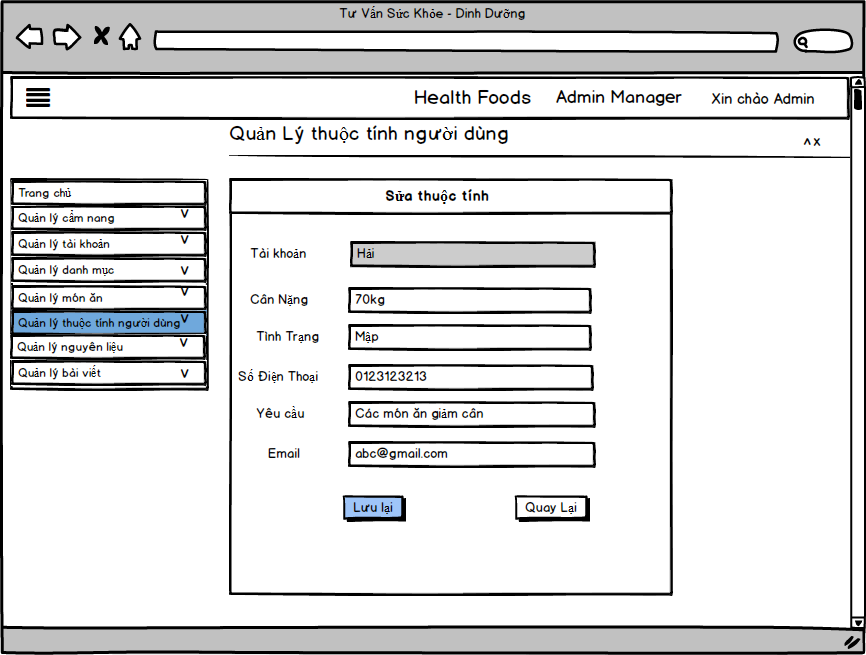 Tư Vấn Sức Khỏe - Dinh Dưỡng
Health Foods Admin Manager Xin chào Admin
Quản Lý thuộc tính người dùng
^ x
Trang chủ
Quản lý cẩm nang V
Quản lý tài khoản V
Quản lý danh mục V
Quản lý món ăn V
Quản lý thuộc tính người dùng V
Quản lý nguyên liệu V
Quản lý bài viết V
Sửa thuộc tính
Tài khoản Hải
Cân Nặng 70kg
Tình Trạng Mập
Số Điện Thoại 0123123213
Yêu cầu Các món ăn giảm cân
Email abc@gmail.com
Lưu lại Quay Lại